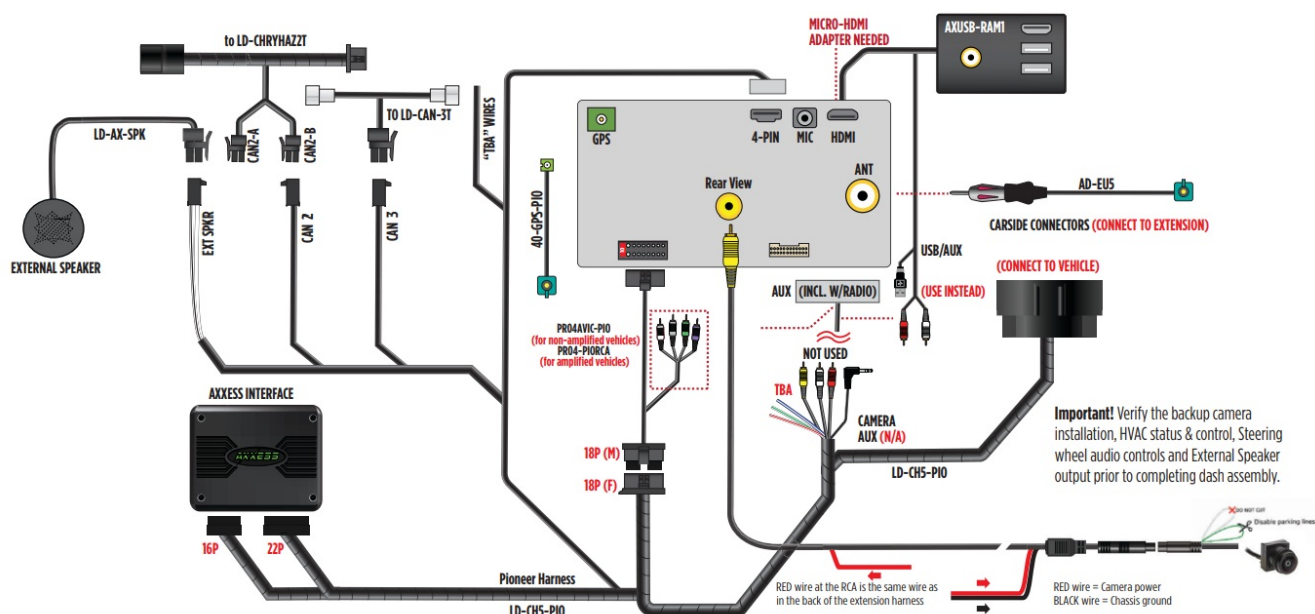 to LD-CHRYHAZ2T
MICRO-HDMI
ADAPTER NEEDED
AXUSB-RAM1
TO LD-CAN-3T
LD-AX-SPK
CAN2-A
CAN2-B
"TBA" WIRES
GPS
4-PIN
MIC
HDMI
ANT
Rear View
40-GPS-PIO
AD-EU5
CARSIDE CONNECTORS (CONNECT TO EXTENSION)
EXT SPKR
CAN 2
CAN 3
EXTERNAL SPEAKER
USB/AUX
(CONNECT TO VEHICLE)
AUX (INCL. W/RADIO)
(USE INSTEAD)
PR04AVIC-PIO
(for non-amplified vehicles)
PR04-PIORCA
(for amplified vehicles)
NOT USED
TBA
CAMERA
AUX (N/A)
AXXESS INTERFACE
AXXESS
18P (M)
18P (F)
LD-CH5-PIO
Important! Verify the backup camera
installation, HVAC status & control, Steering
wheel audio controls and External Speaker
output prior to completing dash assembly.
DO NOT CUT
Disable parking lines
16P
22P
Pioneer Harness
LD-CH5-PIO
RED wire at the RCA is the same wire as
in the back of the extension harness
RED wire = Camera power
BLACK wire = Chassis ground